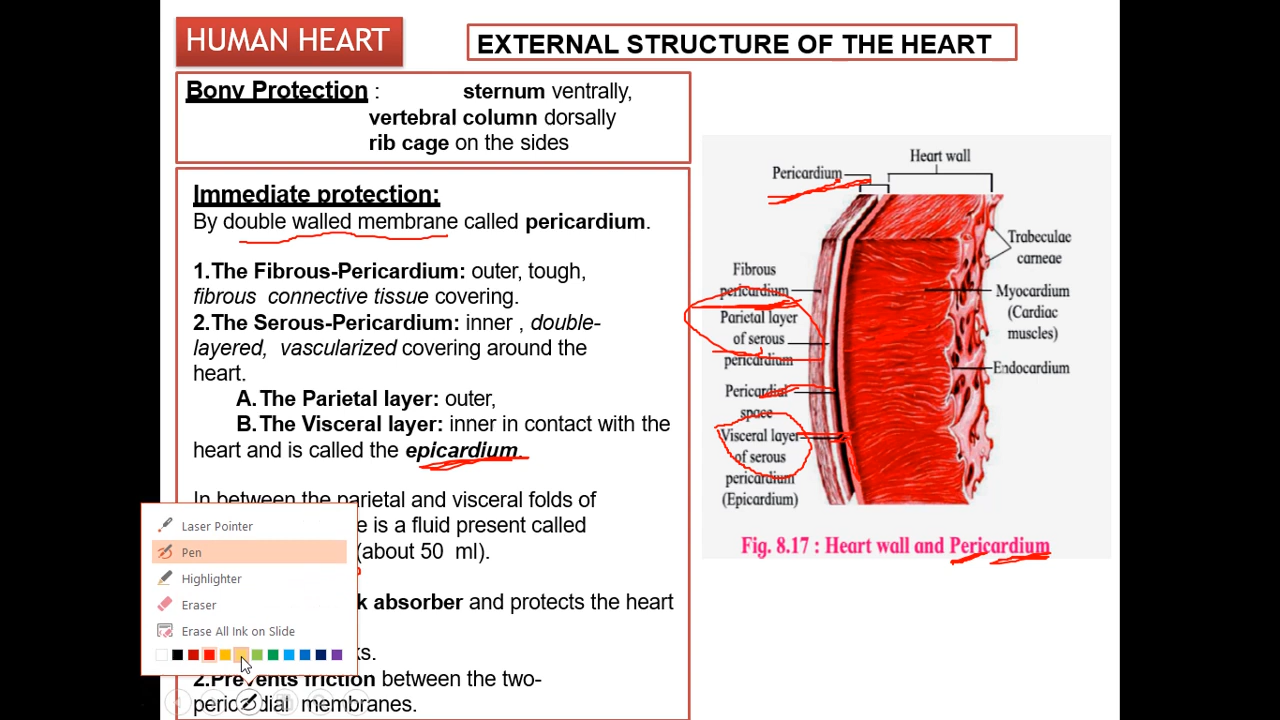 HUMAN HEART
EXTERNAL STRUCTURE OF THE HEART
Bony Protection : sternum ventrally,
vertebral column dorsally
rib cage on the sides
Immediate protection:
By double walled membrane called pericardium.
1.The Fibrous-Pericardium: outer, tough,
fibrous connective tissue covering.
2.The Serous-Pericardium: inner , double-
layered, vascularized covering around the
heart.
A.The Parietal layer: outer,
B.The Visceral layer: inner in contact with the
heart and is called the epicardium.
In between the parietal and visceral folds of
is a fluid present called
(about 50 ml).
absorber and protects the heart
2.Prevents friction between the two-
membranes.
Laser Pointer
Pen
Highlighter
Eraser
Erase All Ink on Slide
Pericardium
Heart wall
Fibrous
pericardium
Parietal layer
of serous
pericardium
Pericardial
space
Visceral layer
of serous
pericardium
(Epicardium)
Trabeculae
carneae
Myocardium
(Cardiac
muscles)
Endocardium
Fig. 8.17 : Heart wall and Pericardium